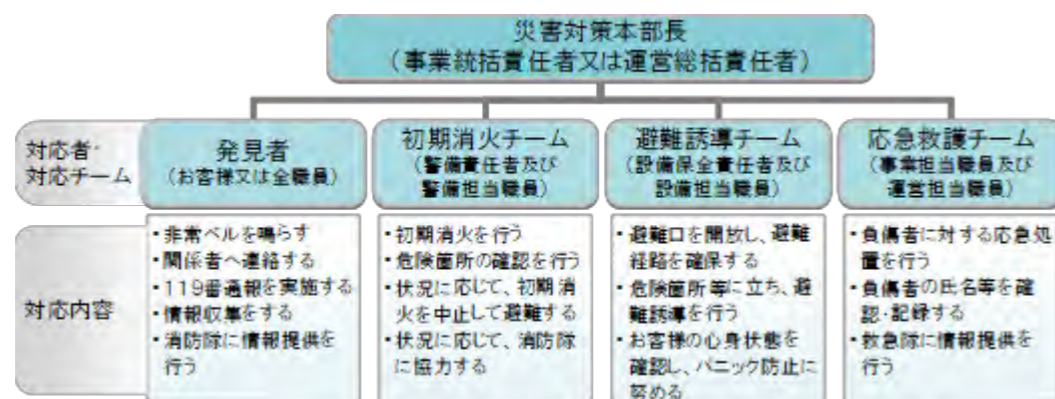 災害対策本部長
(事業統括責任者又は運営総括責任者)
対応者・
対応チーム
発見者
(お客様又は全職員)
初期消火チーム
(警備責任者及び
警備担当職員)
避難誘導チーム
(設備保全責任者及び
設備担当職員)
応急救護チーム
(事業担当職員及び
運営担当職員)
対応内容
・非常ベルを鳴らす
・関係者へ連絡する
・119番通報を実施する
・情報収集をする
・消防隊に情報提供を
行う
・初期消火を行う
・危険箇所の確認を行う
・状況に応じて、初期消
火を中止して避難する
・状況に応じて、消防隊
に協力する
・避難口を開放し、避難
経路を確保する
・危険箇所等に立ち、避
難誘導を行う
・お客様の心身状態を
確認し、パニック防止に
努める
・負傷者に対する応急処
置を行う
・負傷者の氏名等を確
認・記録する
・救急隊に情報提供を
行う